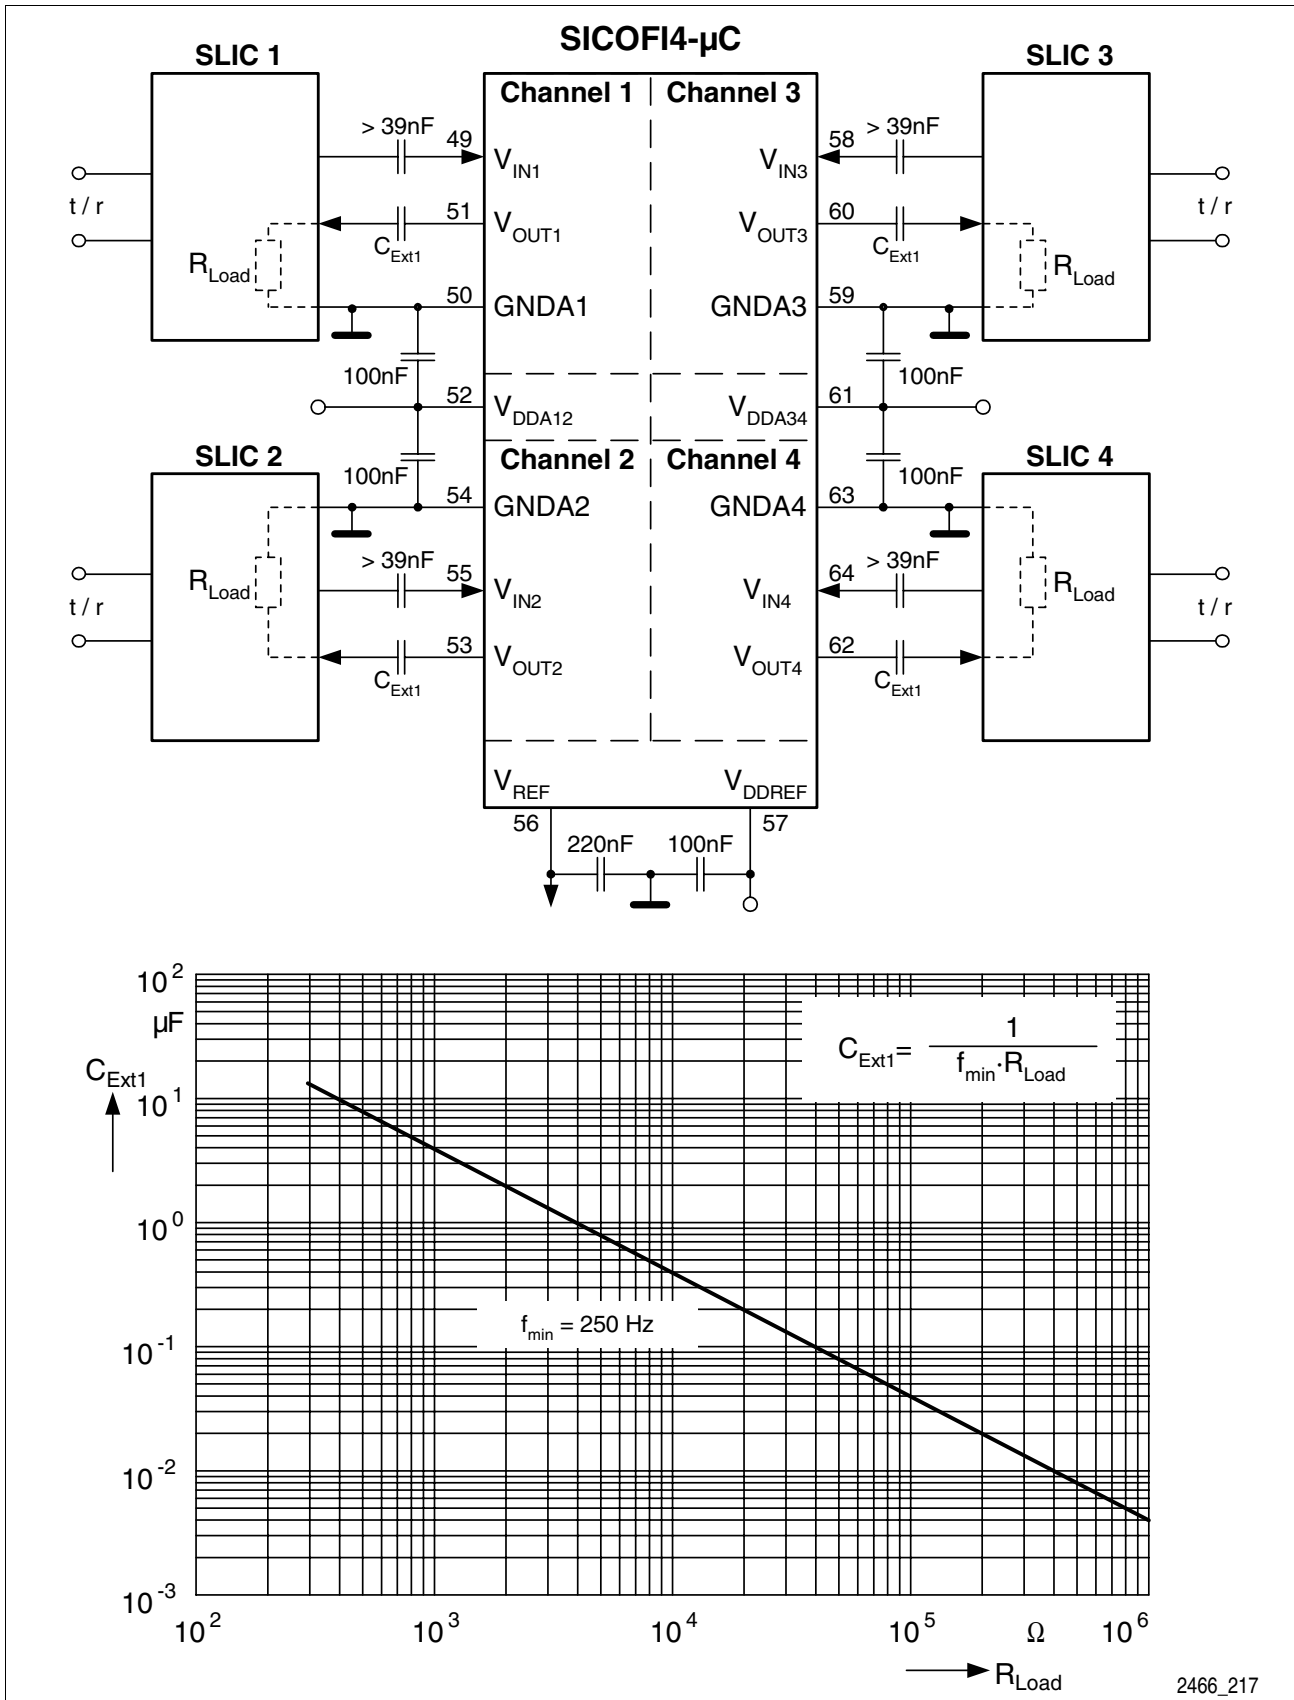 SICOFI4-µC
SLIC 1
SLIC 3
Channel 1
Channel 3
> 39nF
49
V_IN1
V_IN3
58
> 39nF
t / r
51
V_OUT1
V_OUT3
60
t / r
C_Ext1
C_Ext1
R_Load
R_Load
50
GNDA1
GNDA3
59
100nF
100nF
52
V_DDA12
V_DDA34
61
SLIC 2
Channel 2
Channel 4
SLIC 4
100nF
100nF
54
GNDA2
GNDA4
63
> 39nF
> 39nF
R_Load
55
V_IN2
V_IN4
64
R_Load
t / r
t / r
53
V_OUT2
V_OUT4
62
C_Ext1
C_Ext1
V_REF
V_DDREF
56
57
220nF
100nF
10^2
µF
C_Ext1
10^1
10^0
10^-1
10^-2
10^-3
C_Ext1 = 1 / (f_min·R_Load)
f_min = 250 Hz
10^2
10^3
10^4
10^5
Ω
10^6
R_Load
2466_217